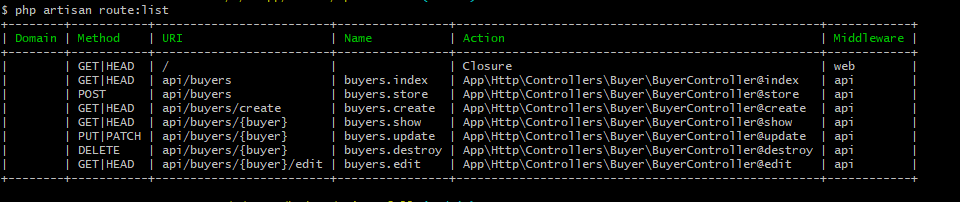 $ php artisan route:list
+--------+-----------+-------------------------+----------------+----------------------------------------------------+------------+
| Domain | Method    | URI                     | Name           | Action                                             | Middleware |
+--------+-----------+-------------------------+----------------+----------------------------------------------------+------------+
|        | GET|HEAD  | /                       |                | Closure                                            | web        |
|        | GET|HEAD  | api/buyers              | buyers.index   | App\Http\Controllers\Buyer\BuyerController@index   | api        |
|        | POST      | api/buyers              | buyers.store   | App\Http\Controllers\Buyer\BuyerController@store   | api        |
|        | GET|HEAD  | api/buyers/create       | buyers.create  | App\Http\Controllers\Buyer\BuyerController@create  | api        |
|        | GET|HEAD  | api/buyers/{buyer}      | buyers.show    | App\Http\Controllers\Buyer\BuyerController@show    | api        |
|        | PUT|PATCH | api/buyers/{buyer}      | buyers.update  | App\Http\Controllers\Buyer\BuyerController@update  | api        |
|        | DELETE    | api/buyers/{buyer}      | buyers.destroy | App\Http\Controllers\Buyer\BuyerController@destroy | api        |
|        | GET|HEAD  | api/buyers/{buyer}/edit | buyers.edit    | App\Http\Controllers\Buyer\BuyerController@edit    | api        |
+--------+-----------+-------------------------+----------------+----------------------------------------------------+------------+